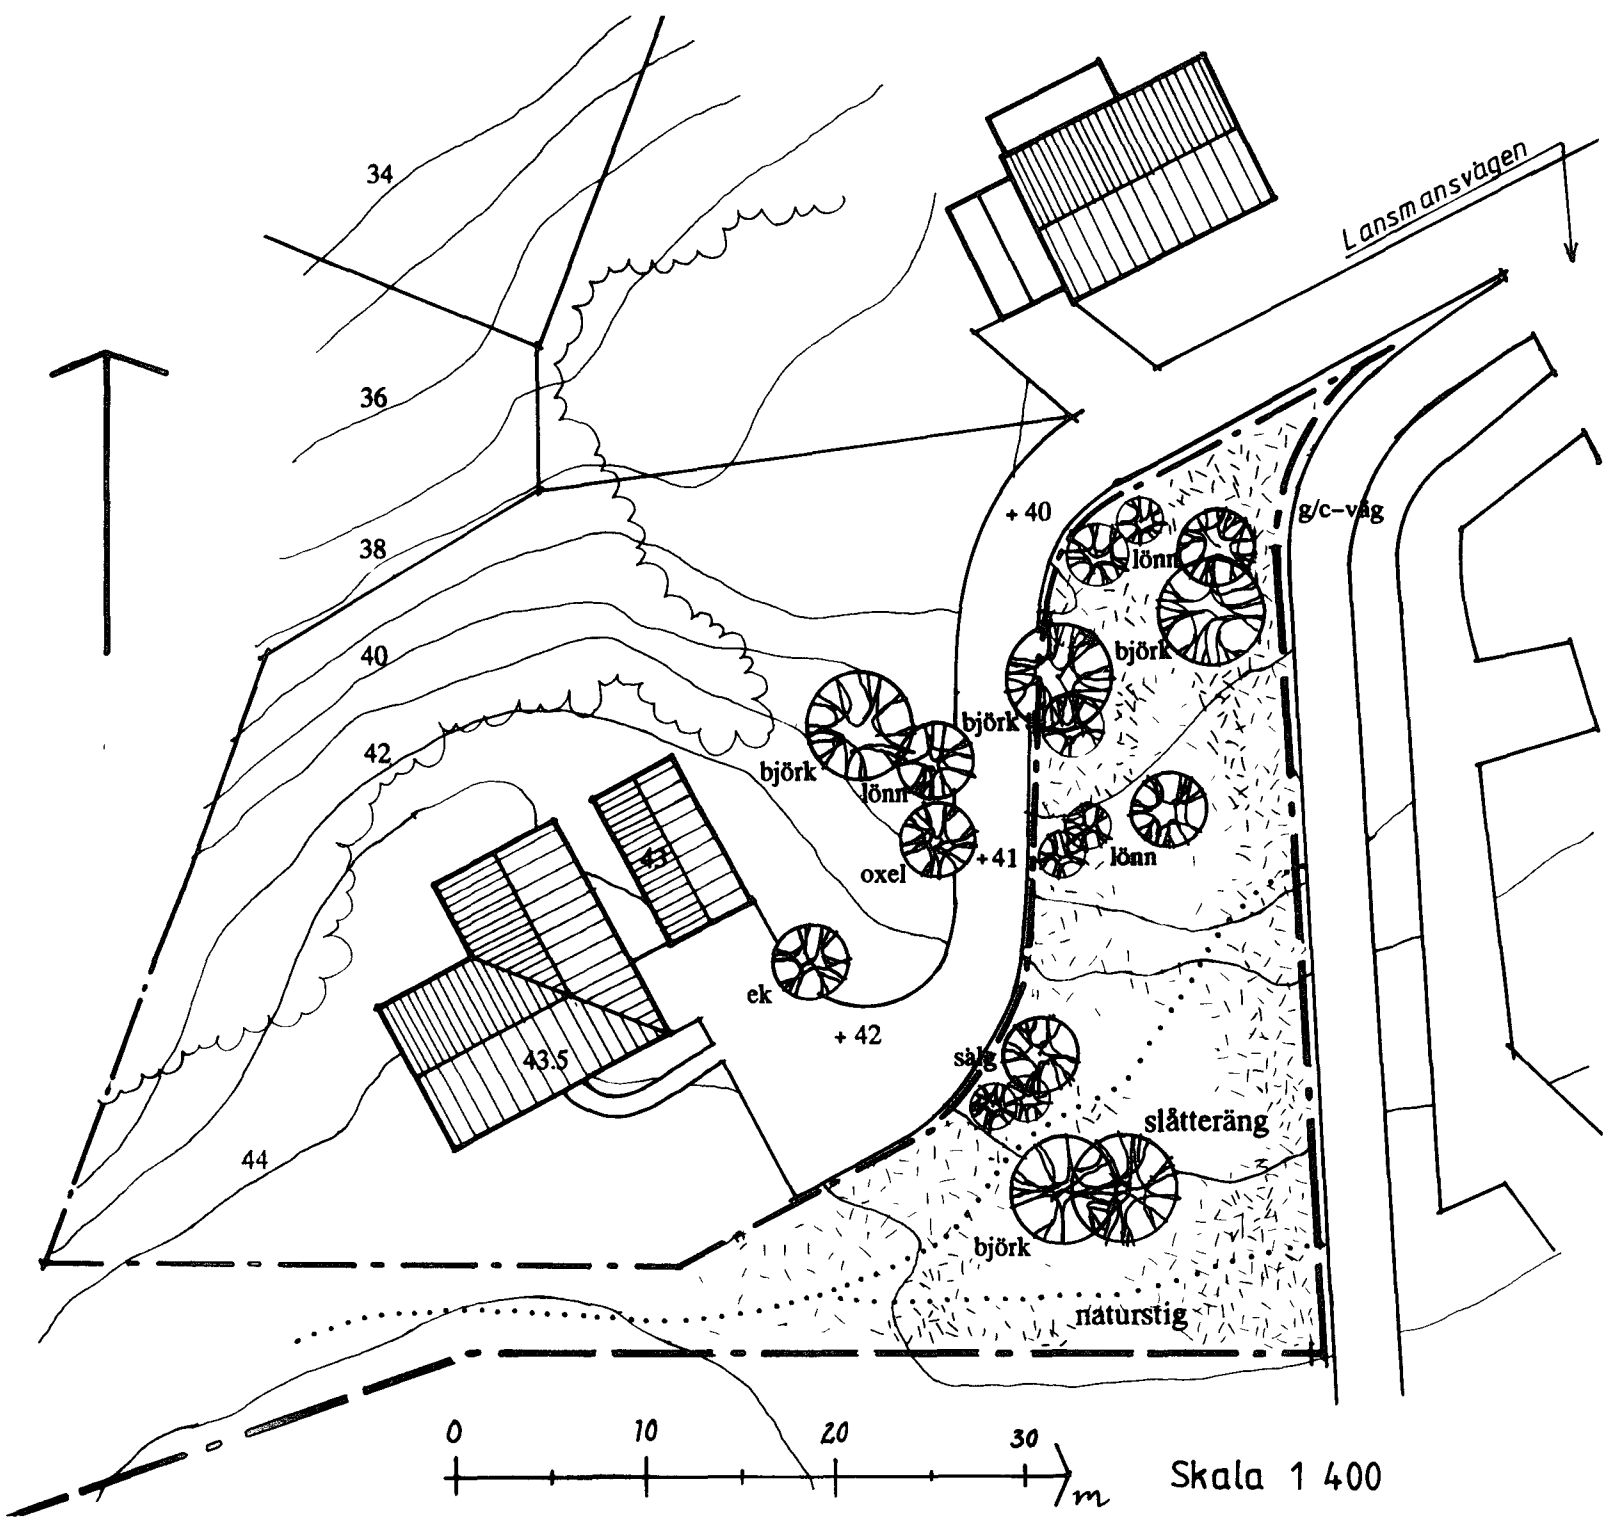 34
Lansmansvägen
36
+ 40
g/c-väg
38
lönn
40
björk
björk
42
björk
lönn
43
+ 41
lönn
oxel
ek
+ 42
43.5
sälg
slåtteräng
44
björk
naturstig
0 10 20 30
m
Skala 1 400